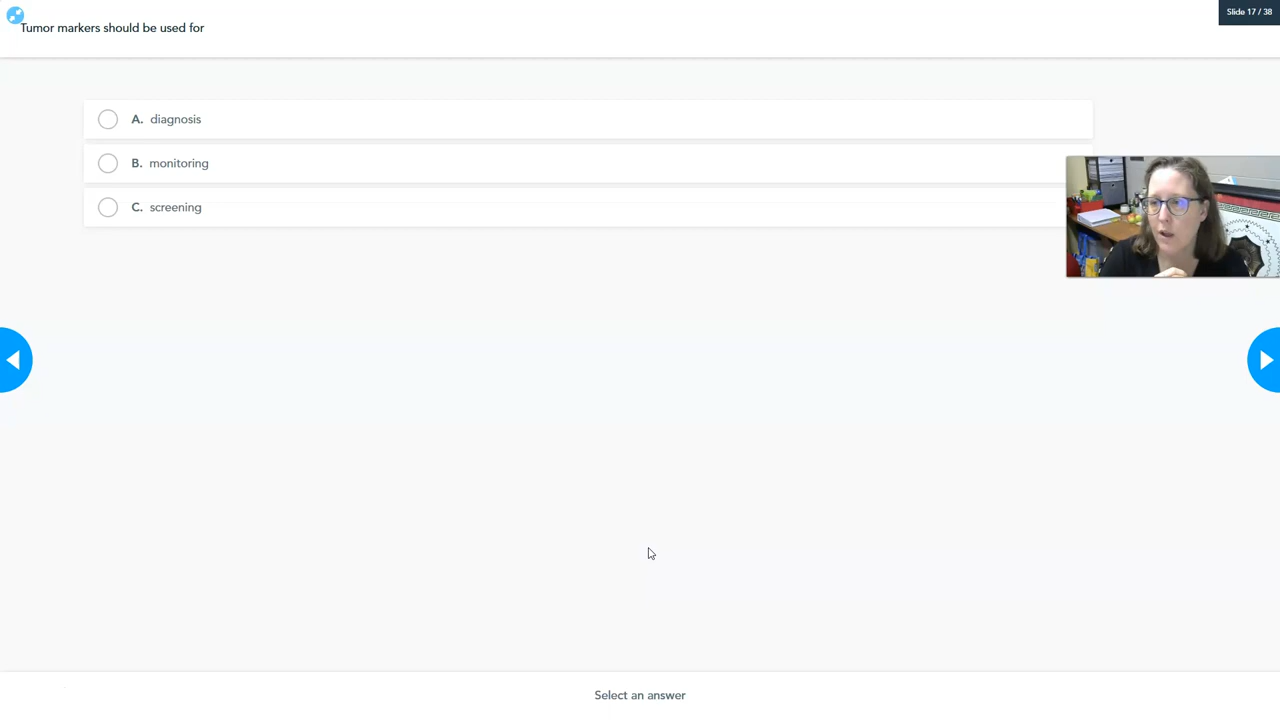 Slide 17 / 38
Tumor markers should be used for
A. diagnosis
B. monitoring
C. screening
Select an answer